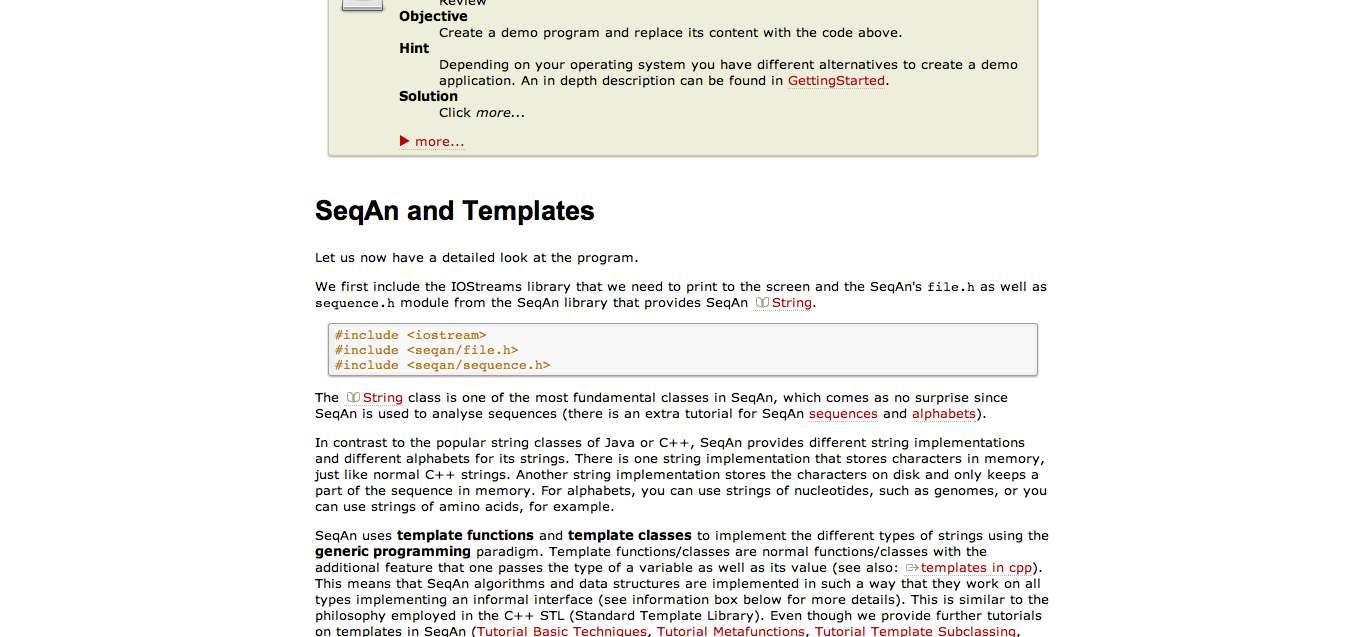 Review
Objective
Create a demo program and replace its content with the code above.
Hint
Depending on your operating system you have different alternatives to create a demo
application. An in depth description can be found in GettingStarted.
Solution
Click more...
more...
SeqAn and Templates
Let us now have a detailed look at the program.
We first include the IOStreams library that we need to print to the screen and the SeqAn's file.h as well as
sequence.h module from the SeqAn library that provides SeqAn String.
#include <iostream>
#include <seqan/file.h>
#include <seqan/sequence.h>
The String class is one of the most fundamental classes in SeqAn, which comes as no surprise since
SeqAn is used to analyse sequences (there is an extra tutorial for SeqAn sequences and alphabets).
In contrast to the popular string classes of Java or C++, SeqAn provides different string implementations
and different alphabets for its strings. There is one string implementation that stores characters in memory,
just like normal C++ strings. Another string implementation stores the characters on disk and only keeps a
part of the sequence in memory. For alphabets, you can use strings of nucleotides, such as genomes, or you
can use strings of amino acids, for example.
SeqAn uses template functions and template classes to implement the different types of strings using the
generic programming paradigm. Template functions/classes are normal functions/classes with the
additional feature that one passes the type of a variable as well as its value (see also: templates in cpp).
This means that SeqAn algorithms and data structures are implemented in such a way that they work on all
types implementing an informal interface (see information box below for more details). This is similar to the
philosophy employed in the C++ STL (Standard Template Library). Even though we provide further tutorials
on templates in SeqAn (Tutorial Basic Techniques, Tutorial Metafunctions, Tutorial Template Subclassing,